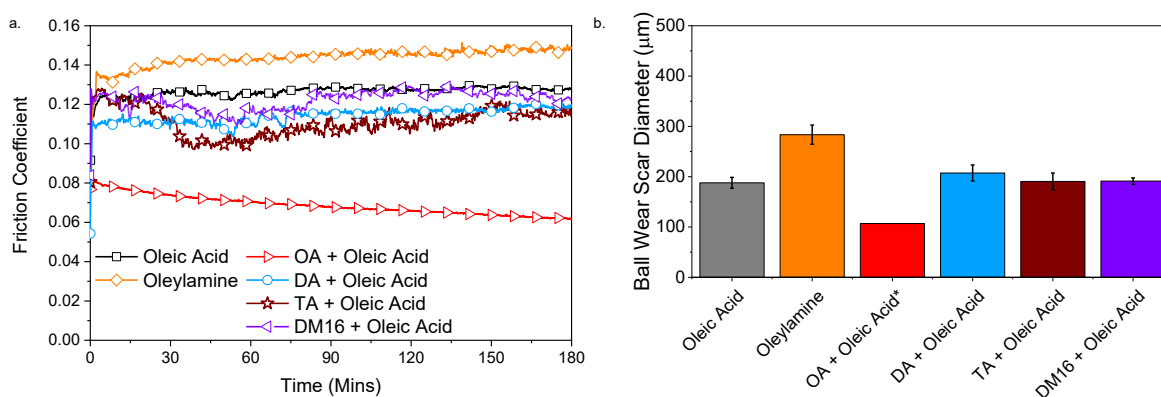 a.
0.16
0.14
0.12
0.10
0.08
0.06
0.04
0.02
0.00
Friction Coefficient
Oleic Acid
Oleylamine
OA + Oleic Acid
DA + Oleic Acid
TA + Oleic Acid
DM16 + Oleic Acid
0 30 60 90 120 150 180
Time (Mins)
b.
500
400
300
200
100
0
Ball Wear Scar Diameter (μm)
Oleic Acid
Oleylamine
OA + Oleic Acid*
DA + Oleic Acid
TA + Oleic Acid
DM16 + Oleic Acid